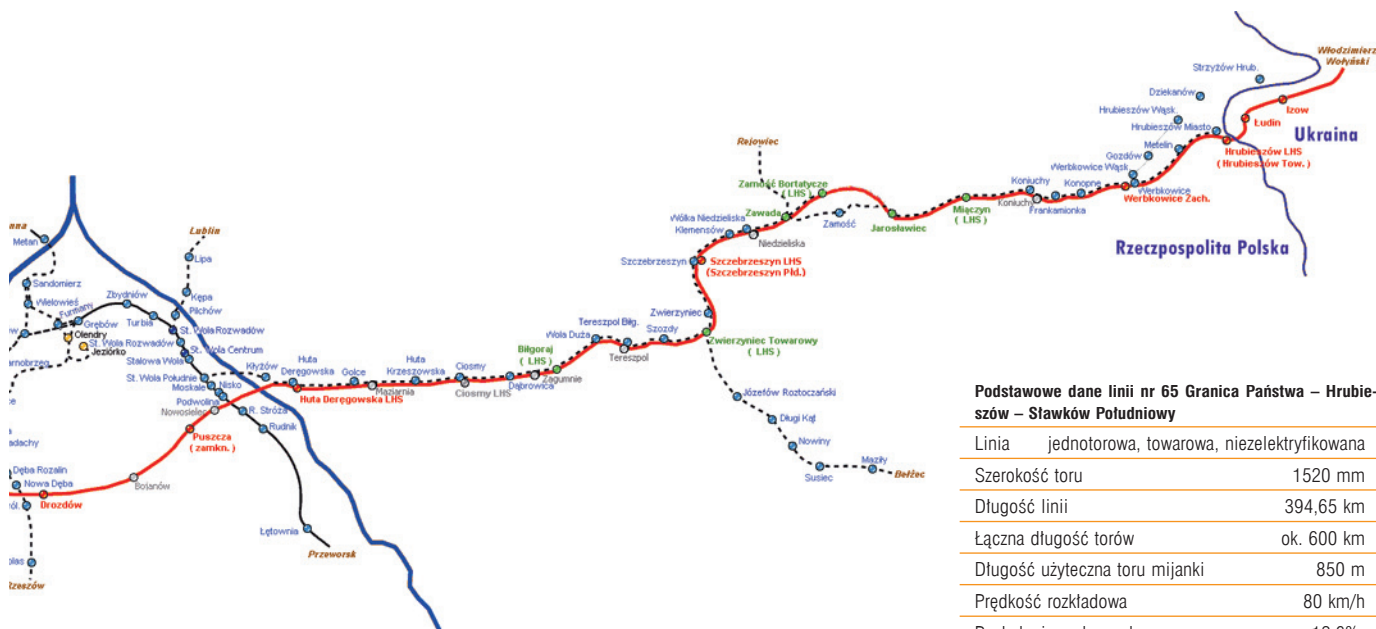 Włodzimierz
Wołyński
Strzyżów Hrub.
Dziekanów
Izow
Hrubieszów Wąsk.
Łudin
Ukraina
Hrubieszów Miasto
Metelin
Hrubieszów LHS
(Hrubieszów Tow.)
Gozdów
Werbkowice Wąsk.
Werbkowice
Werbkowice Zach.
Konopne
Frankamionka
Koniuchy
Koniuchy
Miączyn
(LHS)
Jarosławiec
Rzeczpospolita Polska
Rejowiec
Zamość Bortatycze
(LHS)
Zawada
Zamość
Wólka Niedzieliska
Klemensów
Niedzieliska
Szczebrzeszyn
Szczebrzeszyn LHS
(Szczebrzeszyn Płd.)
Zwierzyniec
Zwierzyniec Towarowy
(LHS)
Józefów Roztoczański
Długi Kąt
Nowiny
Susiec
Maziły
Bełżec
Szozdy
Tereszpol Biłg.
Tereszpol
Wola Duża
Biłgoraj
(LHS)
Zagumnie
Dąbrowica
Ciosmy
Ciosmy LHS
Huta
Krzeszowska
Maziarnia
Golce
Huta
Deręgowska
Huta Deręgowska LHS
Kłyżów
Lublin
Lipa
Kępa
Pilchów
Zbydniów
Turbia
St. Wola Rozwadów
St. Wola Rozwadów
St. Wola Centrum
Stalowa Wola
St. Wola Południe
Moskale
Nisko
Podwolina
Nowosielec
R. Stróża
Rudnik
Łętownia
Przeworsk
Puszcza
(zamkn.)
Bojanów
Metan
Sandomierz
Wielowieś
Furmany
Grębów
Olendry
Jeziórko
arnobrzeg
adachy
Dęba Rozalin
Nowa Dęba
Drozdów
olas
Rzeszów
Podstawowe dane linii nr 65 Granica Państwa – Hrubie-
szów – Sławków Południowy
Linia jednotorowa, towarowa, niezelektryfikowana
Szerokość toru 1520 mm
Długość linii 394,65 km
Łączna długość torów ok. 600 km
Długość użyteczna toru mijanki 850 m
Prędkość rozkładowa 80 km/h